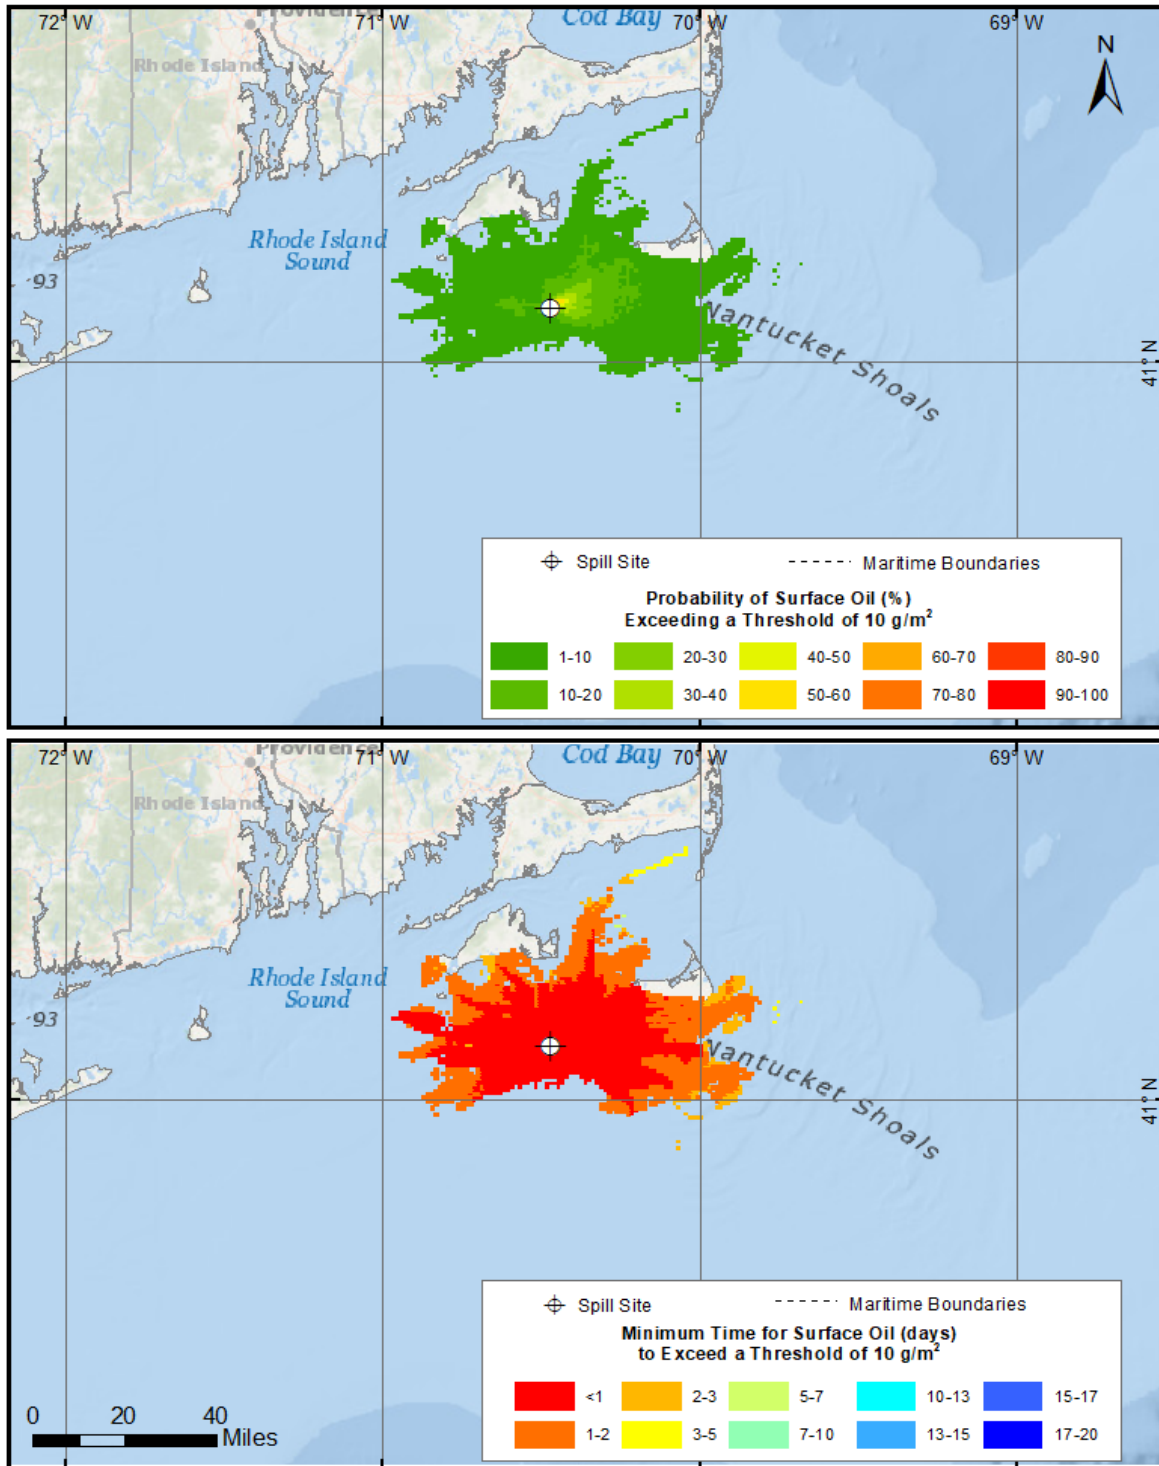 Cod Bay
72° W
Providence
71° W
70° W
69° W
Rhode Island
N
Rhode Island
Sound
-93
Nantucket Shoals
41° N
Spill Site
Maritime Boundaries
Probability of Surface Oil (%)
Exceeding a Threshold of 10 g/m²
1-10
20-30
40-50
60-70
80-90
10-20
30-40
50-60
70-80
90-100
72° W
Providence
71° W
Cod Bay
70° W
69° W
Rhode Island
Rhode Island
Sound
-93
Nantucket Shoals
41° N
Spill Site
Maritime Boundaries
Minimum Time for Surface Oil (days)
to Exceed a Threshold of 10 g/m²
<1
2-3
5-7
10-13
15-17
1-2
3-5
7-10
13-15
17-20
0 20 40
Miles